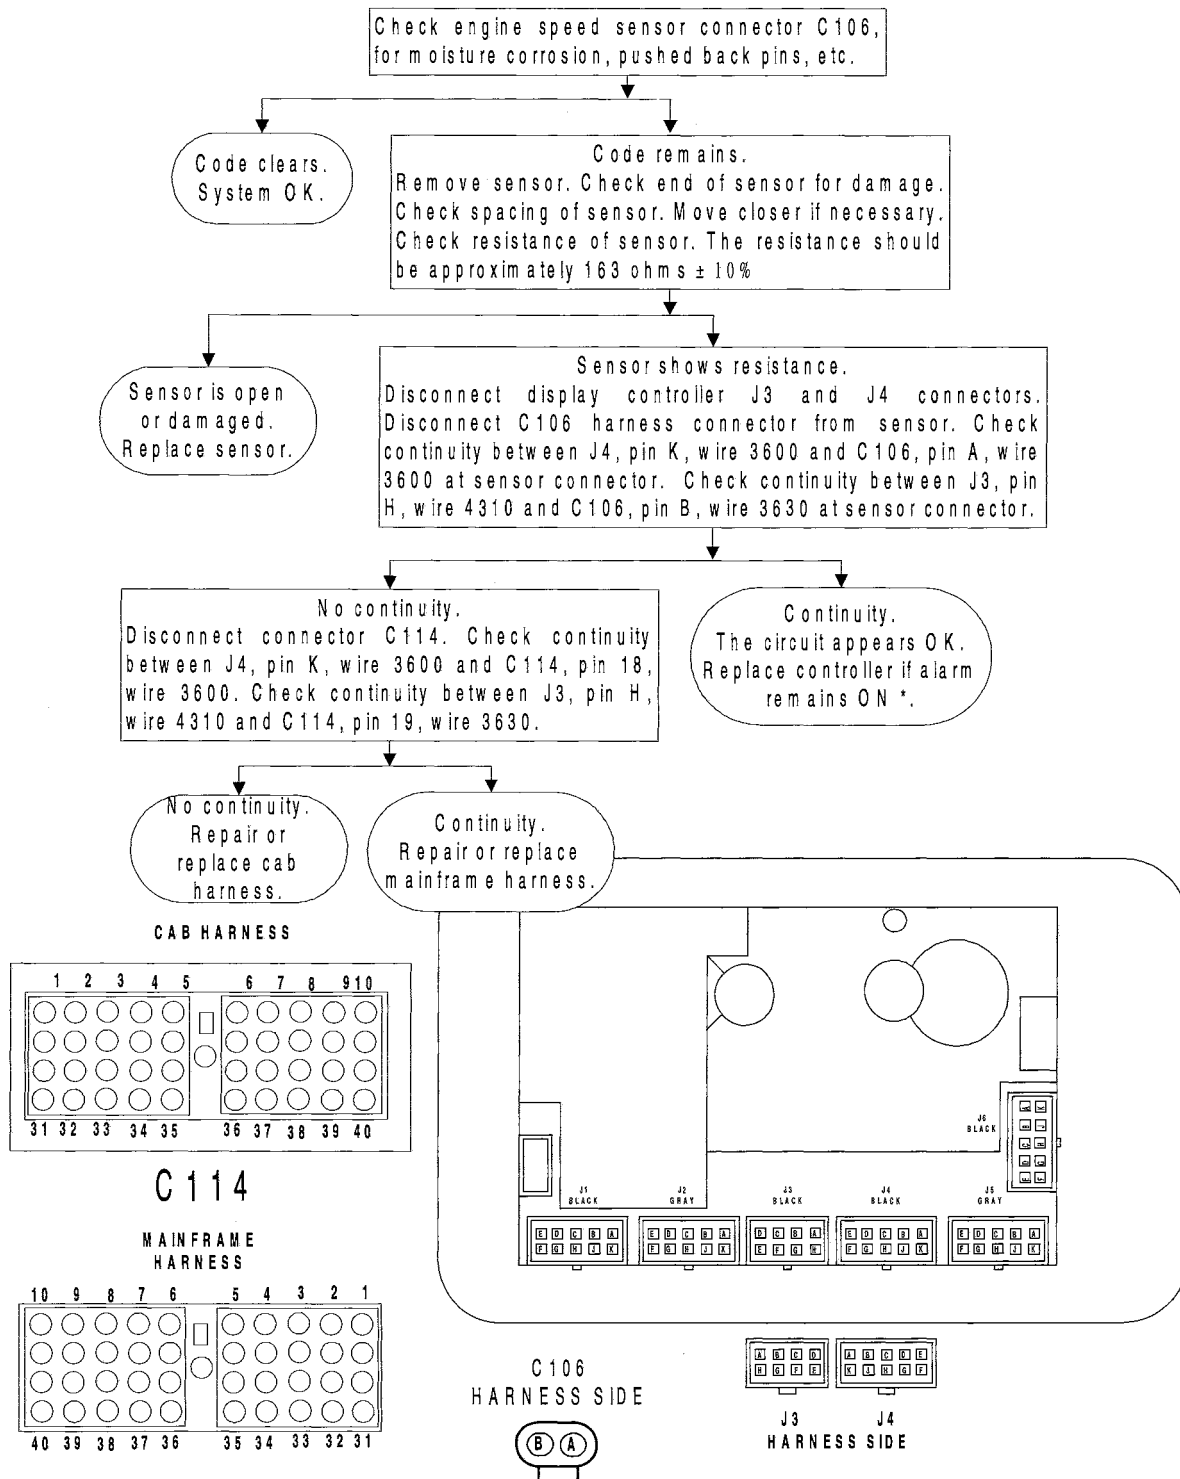 Check engine speed sensor connector C106,
for moisture corrosion, pushed back pins, etc.
Code clears.
System OK.
Code remains.
Remove sensor. Check end of sensor for damage.
Check spacing of sensor. Move closer if necessary.
Check resistance of sensor. The resistance should
be approximately 163 ohms ± 10%
Sensor is open
or damaged.
Replace sensor.
Sensor shows resistance.
Disconnect display controller J3 and J4 connectors.
Disconnect C106 harness connector from sensor. Check
continuity between J4, pin K, wire 3600 and C106, pin A, wire
3600 at sensor connector. Check continuity between J3, pin
H, wire 4310 and C106, pin B, wire 3630 at sensor connector.
No continuity.
Disconnect connector C114. Check continuity
between J4, pin K, wire 3600 and C114, pin 18,
wire 3600. Check continuity between J3, pin H,
wire 4310 and C114, pin 19, wire 3630.
Continuity.
The circuit appears OK.
Replace controller if alarm
remains ON *.
No continuity.
Repair or
replace cab
harness.
Continuity.
Repair or replace
mainframe harness.
CAB HARNESS
1 2 3 4 5 6 7 8 9 10
31 32 33 34 35 36 37 38 39 40
C114
MAINFRAME
HARNESS
10 9 8 7 6 5 4 3 2 1
40 39 38 37 36 35 34 33 32 31
J6
BLACK
J1
BLACK
J2
GRAY
J3
BLACK
J4
BLACK
J5
GRAY
E D C B A
F G H J K
E D C B A
F G H J K
D C B A
E F G H
E D C B A
F G H J K
E D C B A
F G H J K
A B C D
H G F E
A B C D E
K J H G F
J3
J4
HARNESS SIDE
C106
HARNESS SIDE
B A